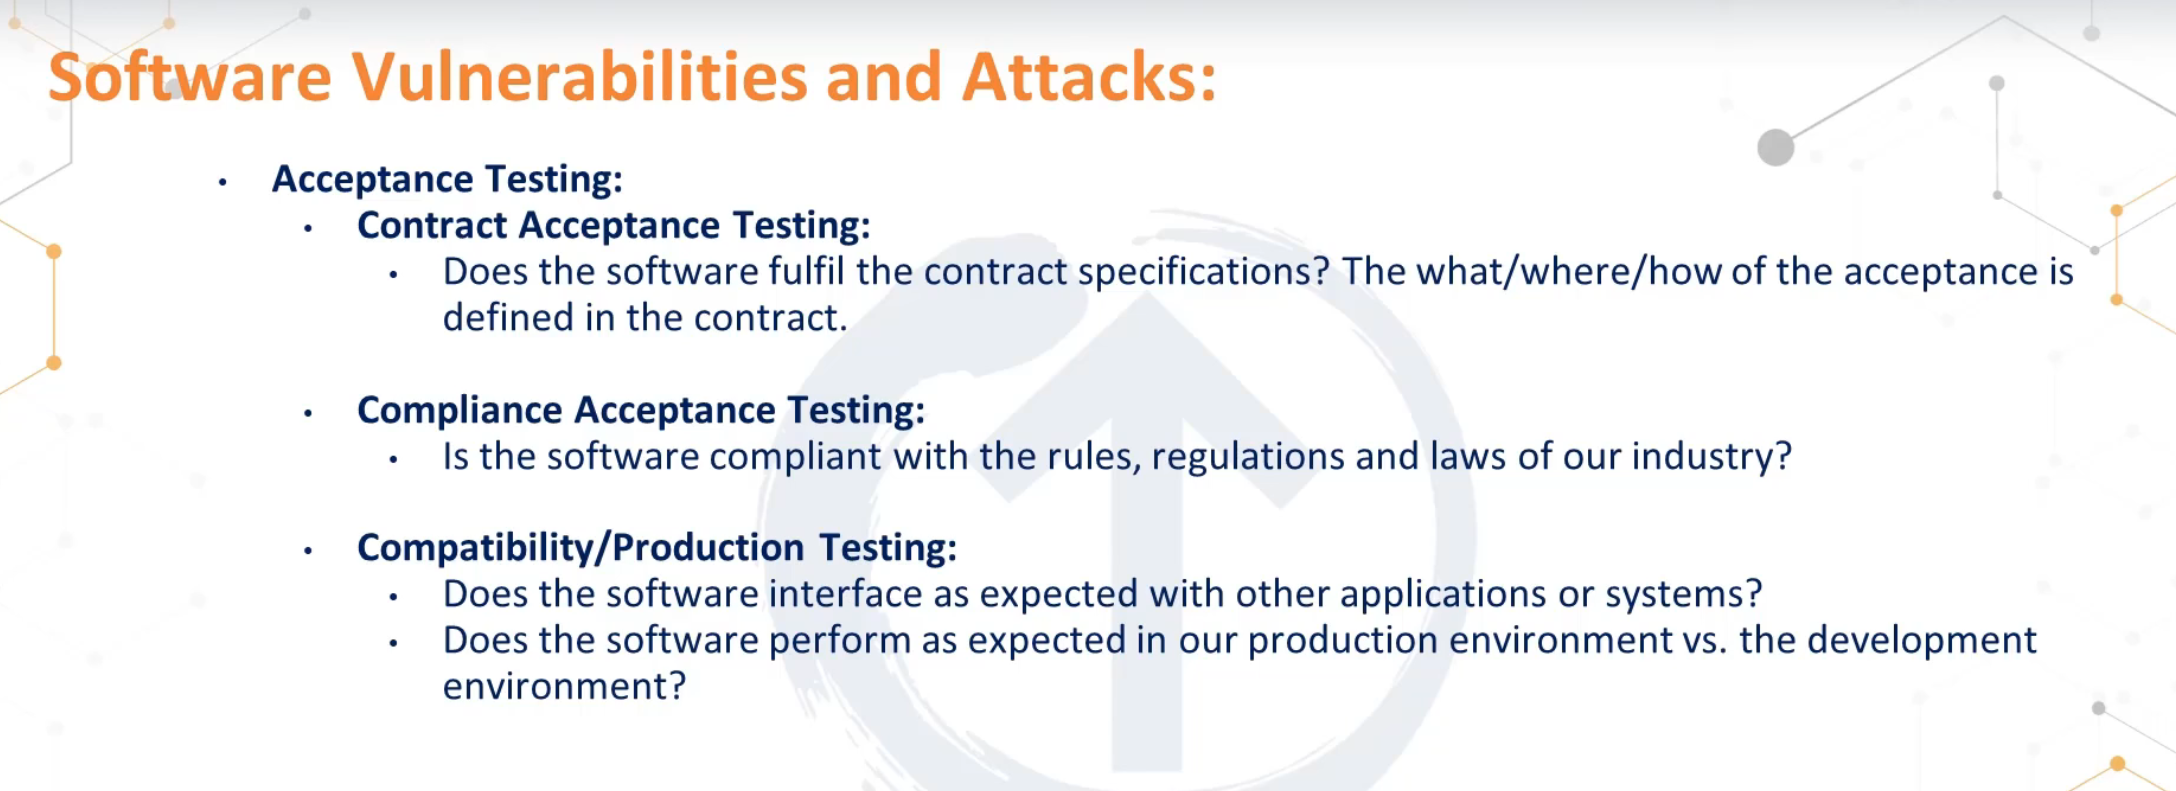 Software Vulnerabilities and Attacks:
• Acceptance Testing:
• Contract Acceptance Testing:
• Does the software fulfil the contract specifications? The what/where/how of the acceptance is
defined in the contract.
• Compliance Acceptance Testing:
• Is the software compliant with the rules, regulations and laws of our industry?
• Compatibility/Production Testing:
• Does the software interface as expected with other applications or systems?
• Does the software perform as expected in our production environment vs. the development
environment?